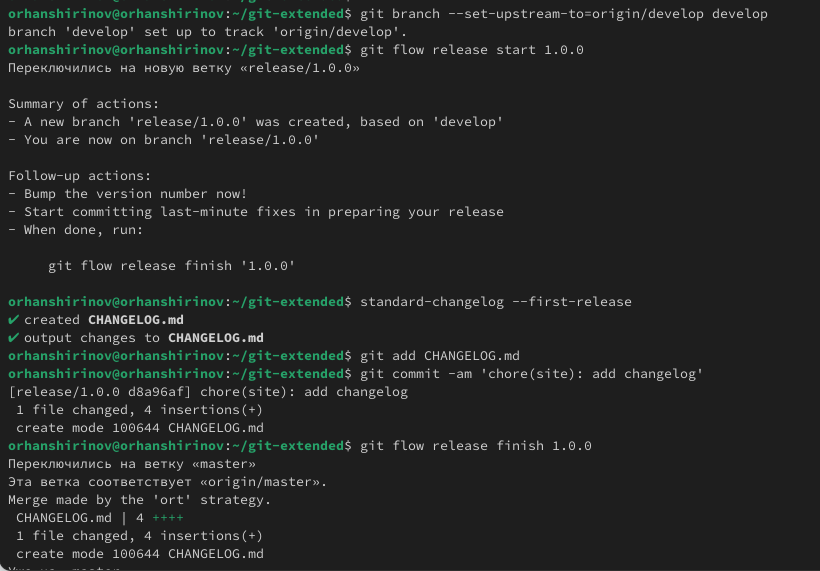 orhanshirinov@orhanshirinov:~/git-extended$ git branch --set-upstream-to=origin/develop develop
branch 'develop' set up to track 'origin/develop'.
orhanshirinov@orhanshirinov:~/git-extended$ git flow release start 1.0.0
Переключились на новую ветку «release/1.0.0»
Summary of actions:
- A new branch 'release/1.0.0' was created, based on 'develop'
- You are now on branch 'release/1.0.0'
Follow-up actions:
- Bump the version number now!
- Start committing last-minute fixes in preparing your release
- When done, run:
git flow release finish '1.0.0'
orhanshirinov@orhanshirinov:~/git-extended$ standard-changelog --first-release
✔ created CHANGELOG.md
✔ output changes to CHANGELOG.md
orhanshirinov@orhanshirinov:~/git-extended$ git add CHANGELOG.md
orhanshirinov@orhanshirinov:~/git-extended$ git commit -am 'chore(site): add changelog'
[release/1.0.0 d8a96af] chore(site): add changelog
1 file changed, 4 insertions(+)
create mode 100644 CHANGELOG.md
orhanshirinov@orhanshirinov:~/git-extended$ git flow release finish 1.0.0
Переключились на ветку «master»
Эта ветка соответствует «origin/master».
Merge made by the 'ort' strategy.
CHANGELOG.md | 4 ++++
1 file changed, 4 insertions(+)
create mode 100644 CHANGELOG.md